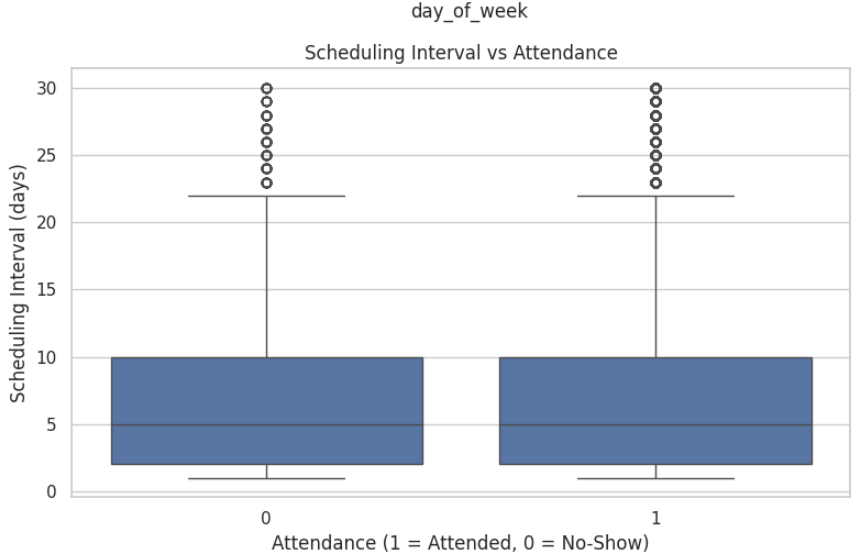 day_of_week
Scheduling Interval vs Attendance
30
25
20
15
10
5
0
Scheduling Interval (days)
0
1
Attendance (1 = Attended, 0 = No-Show)